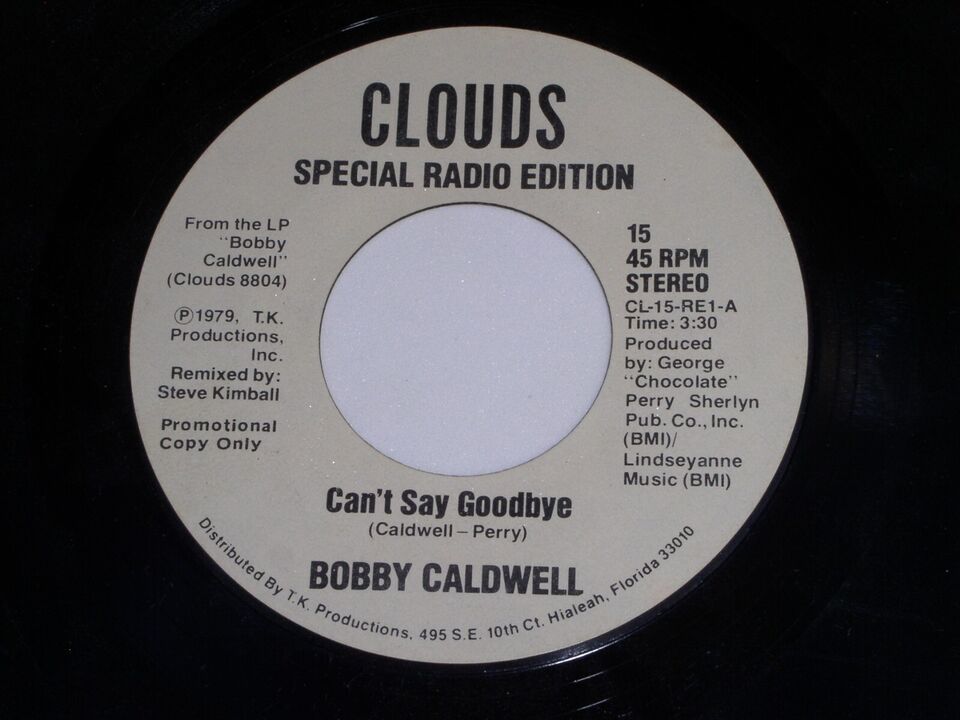 CLOUDS
SPECIAL RADIO EDITION
From the LP
"Bobby
Caldwell"
(Clouds 8804)
Ⓟ1979, T.K.
Productions,
Inc.
Remixed by:
Steve Kimball
Promotional
Copy Only
15
45 RPM
STEREO
CL-15-RE1-A
Time: 3:30
Produced
by: George
"Chocolate"
Perry Sherlyn
Pub. Co., Inc.
(BMI)/
Lindseyanne
Music (BMI)
Can't Say Goodbye
(Caldwell – Perry)
BOBBY CALDWELL
Distributed By T.K. Productions, 495 S.E. 10th Ct. Hialeah, Florida 33010